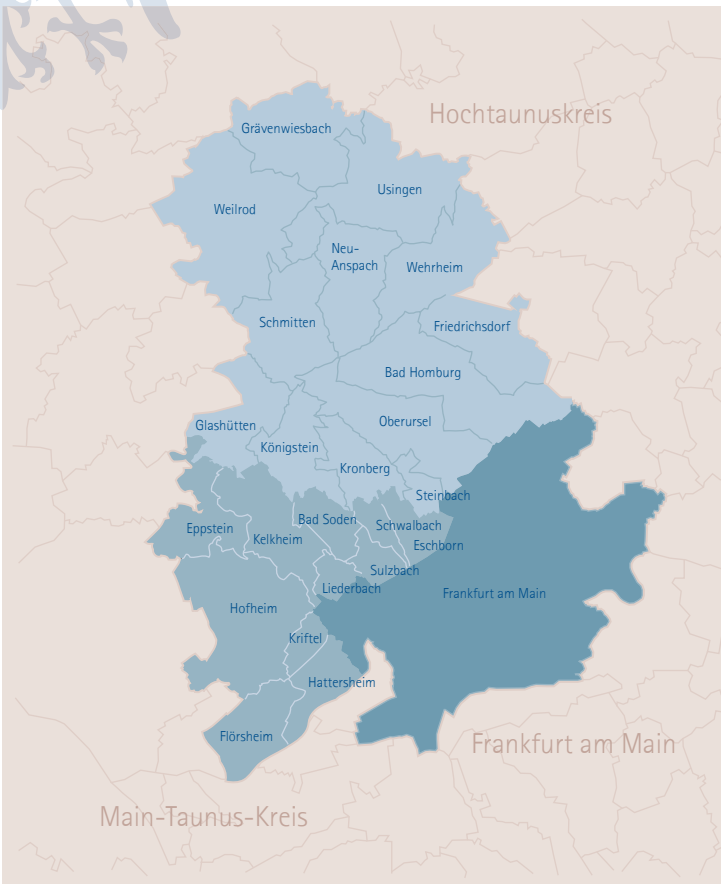 Hochtaunuskreis
Grävenwiesbach
Usingen
Weilrod
Neu-
Anspach
Wehrheim
Schmitten
Friedrichsdorf
Bad Homburg
Glashütten
Oberursel
Königstein
Kronberg
Steinbach
Bad Soden
Schwalbach
Eppstein
Kelkheim
Eschborn
Sulzbach
Liederbach
Frankfurt am Main
Hofheim
Kriftel
Hattersheim
Flörsheim
Frankfurt am Main
Main-Taunus-Kreis